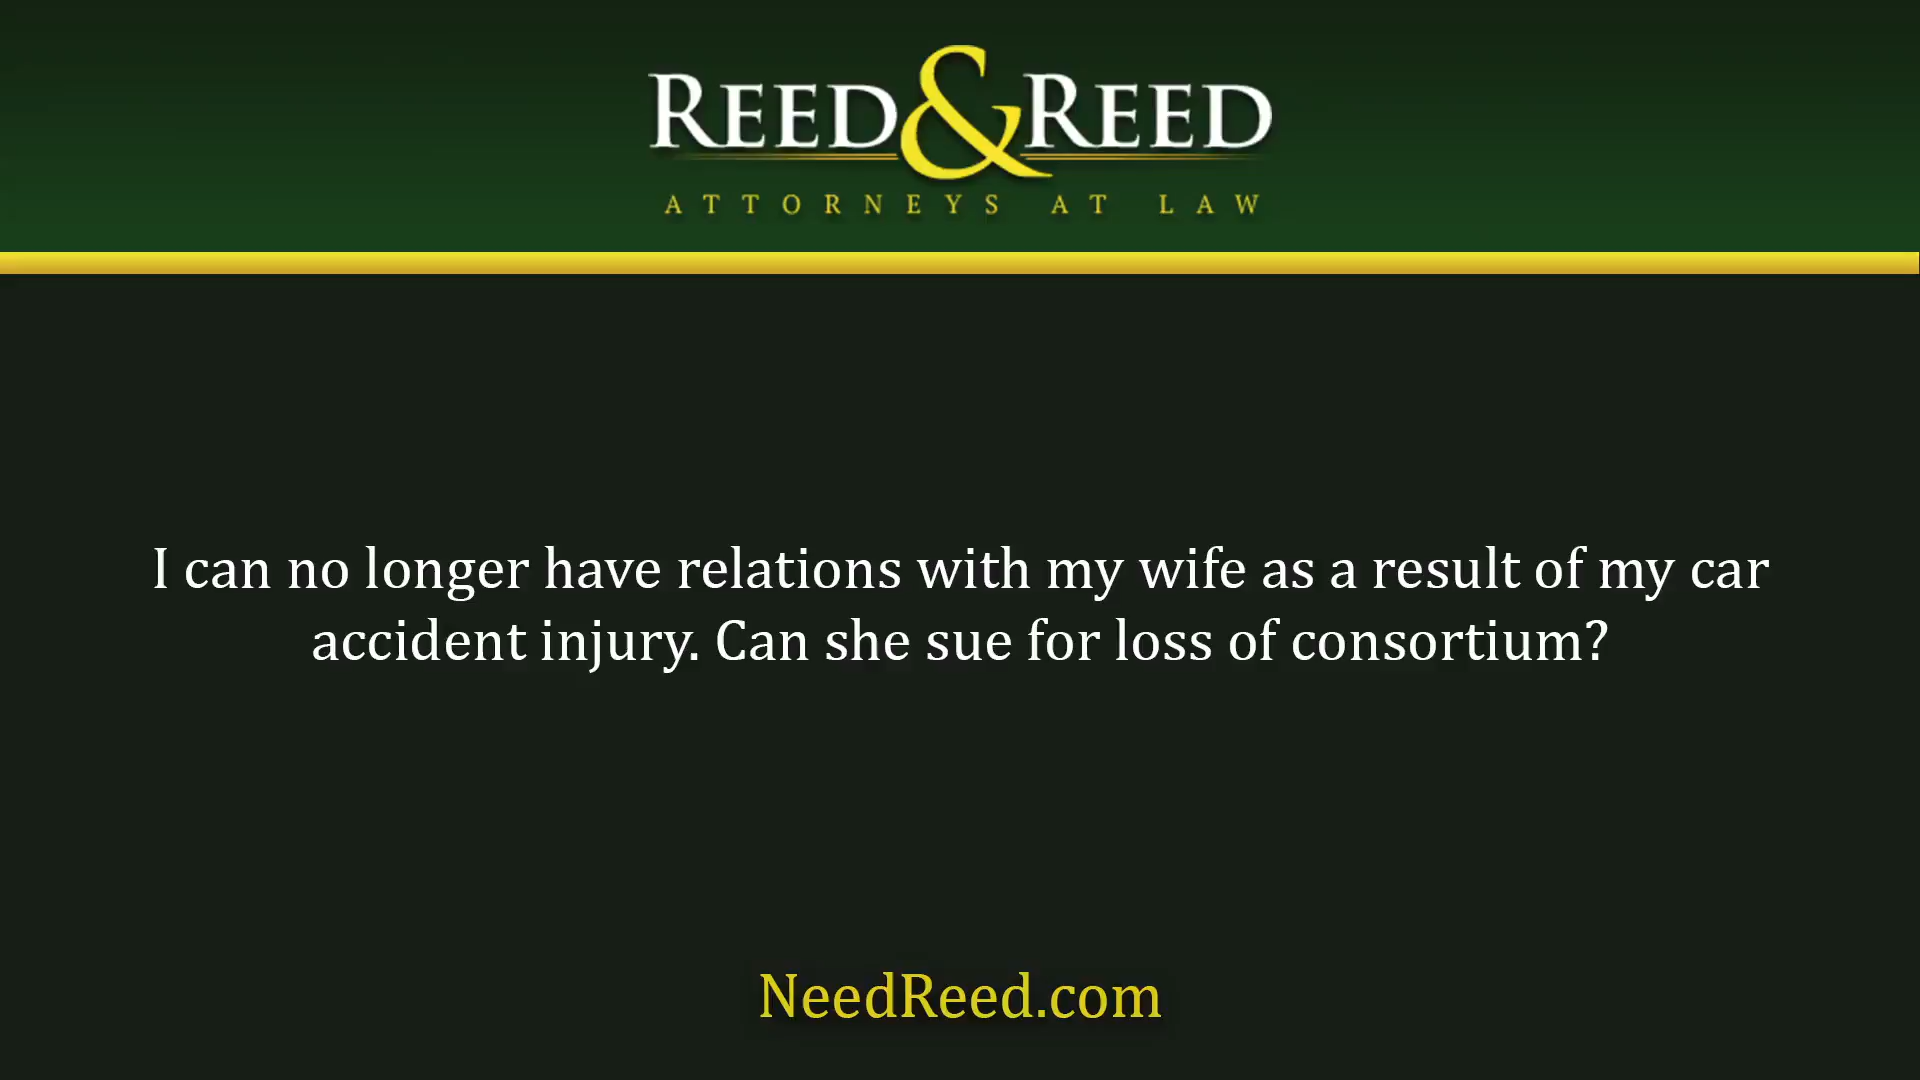 REED & REED
ATTORNEYS AT LAW
I can no longer have relations with my wife as a result of my car
accident injury. Can she sue for loss of consortium?
NeedReed.com